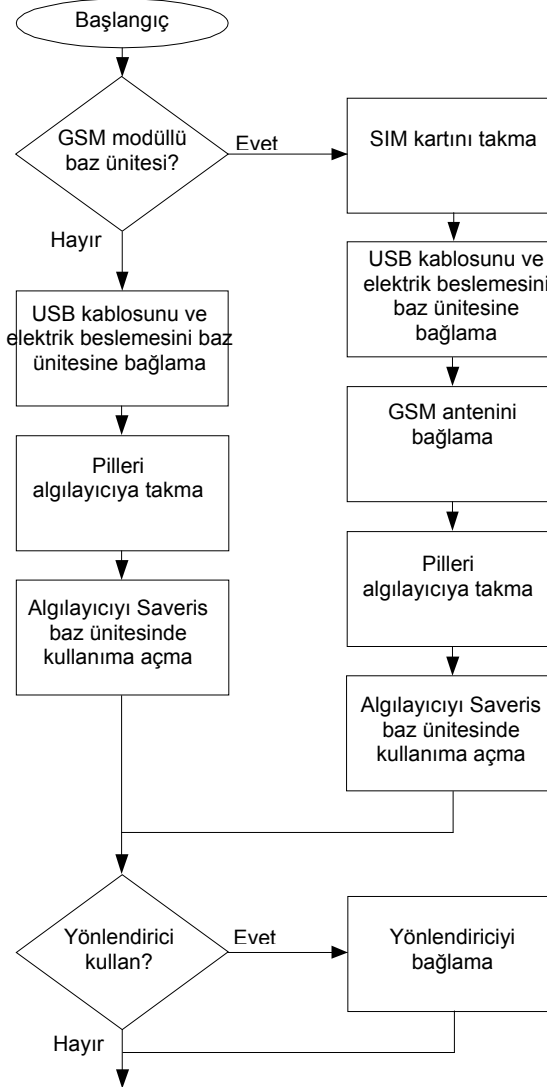 Başlangıç
GSM modüllü
baz ünitesi?
Evet
SIM kartını takma
Hayır
USB kablosunu ve
elektrik beslemesini
baz ünitesine
bağlama
USB kablosunu ve
elektrik beslemesini baz
ünitesine bağlama
GSM antenini
bağlama
Pilleri
algılayıcıya takma
Pilleri
algılayıcıya takma
Algılayıcıyı Saveris
baz ünitesinde
kullanıma açma
Algılayıcıyı Saveris
baz ünitesinde
kullanıma açma
Yönlendirici
kullan?
Evet
Yönlendiriciyi
bağlama
Hayır